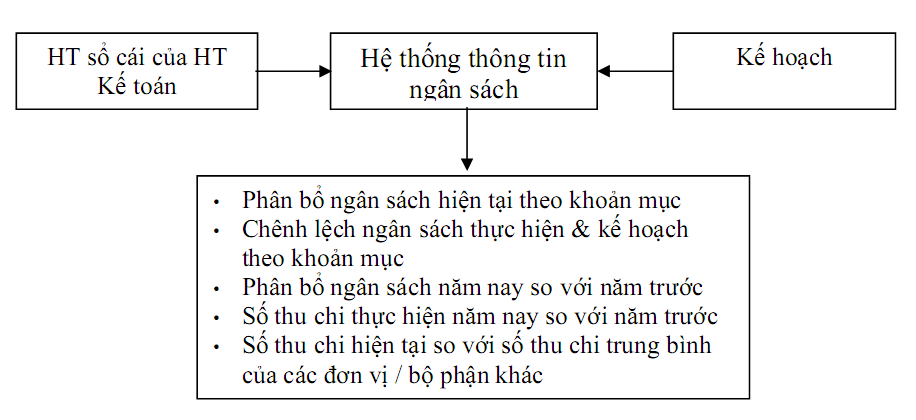 HT sổ cái của HT
Kế toán
Hệ thống thông tin
ngân sách
Kế hoạch
• Phân bổ ngân sách hiện tại theo khoản mục
• Chênh lệch ngân sách thực hiện & kế hoạch
theo khoản mục
• Phân bổ ngân sách năm nay so với năm trước
• Số thu chi thực hiện năm nay so với năm trước
• Số thu chi hiện tại so với số thu chi trung bình
của các đơn vị / bộ phận khác